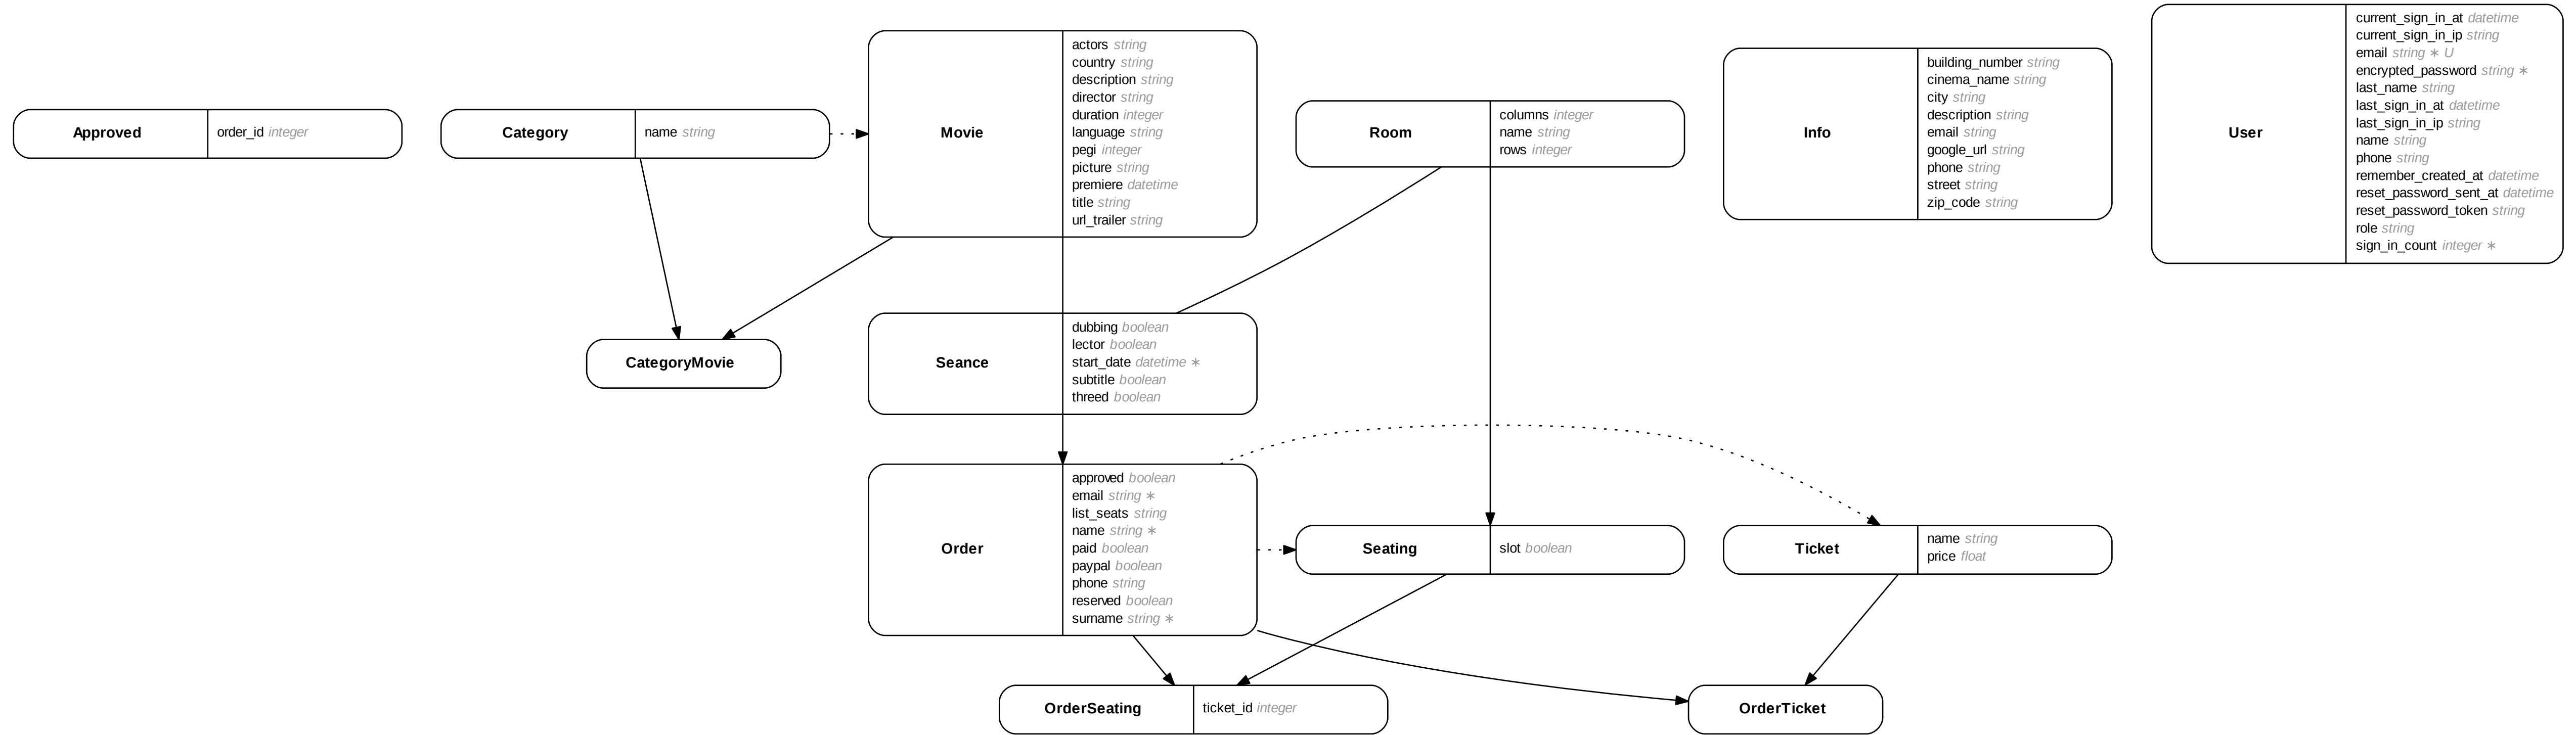 Approved
order_id integer
Category
name string
Movie
actors string
country string
description string
director string
duration integer
language string
pegi integer
picture string
premiere datetime
title string
url_trailer string
Room
columns integer
name string
rows integer
Info
building_number string
cinema_name string
city string
description string
email string
google_url string
phone string
street string
zip_code string
User
current_sign_in_at datetime
current_sign_in_ip string
email string ∗ U
encrypted_password string ∗
last_name string
last_sign_in_at datetime
last_sign_in_ip string
name string
phone string
remember_created_at datetime
reset_password_sent_at datetime
reset_password_token string
role string
sign_in_count integer ∗
CategoryMovie
Seance
dubbing boolean
lector boolean
start_date datetime ∗
subtitle boolean
threed boolean
Order
approved boolean
email string ∗
list_seats string
name string ∗
paid boolean
paypal boolean
phone string
reserved boolean
surname string ∗
Seating
slot boolean
Ticket
name string
price float
OrderSeating
ticket_id integer
OrderTicket